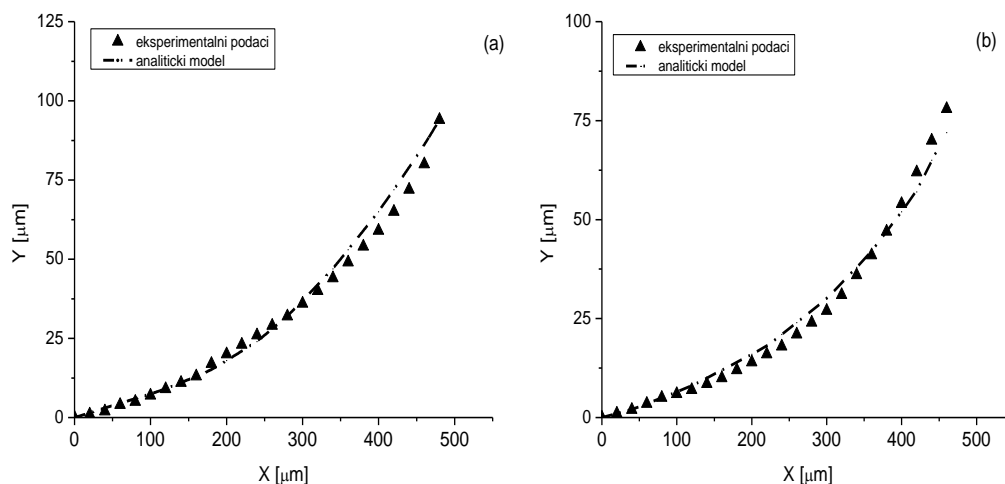 125
100
75
50
25
0
Y [μm]
eksperimentalni podaci
analiticki model
(a)
0 100 200 300 400 500
X [μm]
100
75
50
25
0
Y [μm]
eksperimentalni podaci
analiticki model
(b)
0 100 200 300 400 500
X [μm]